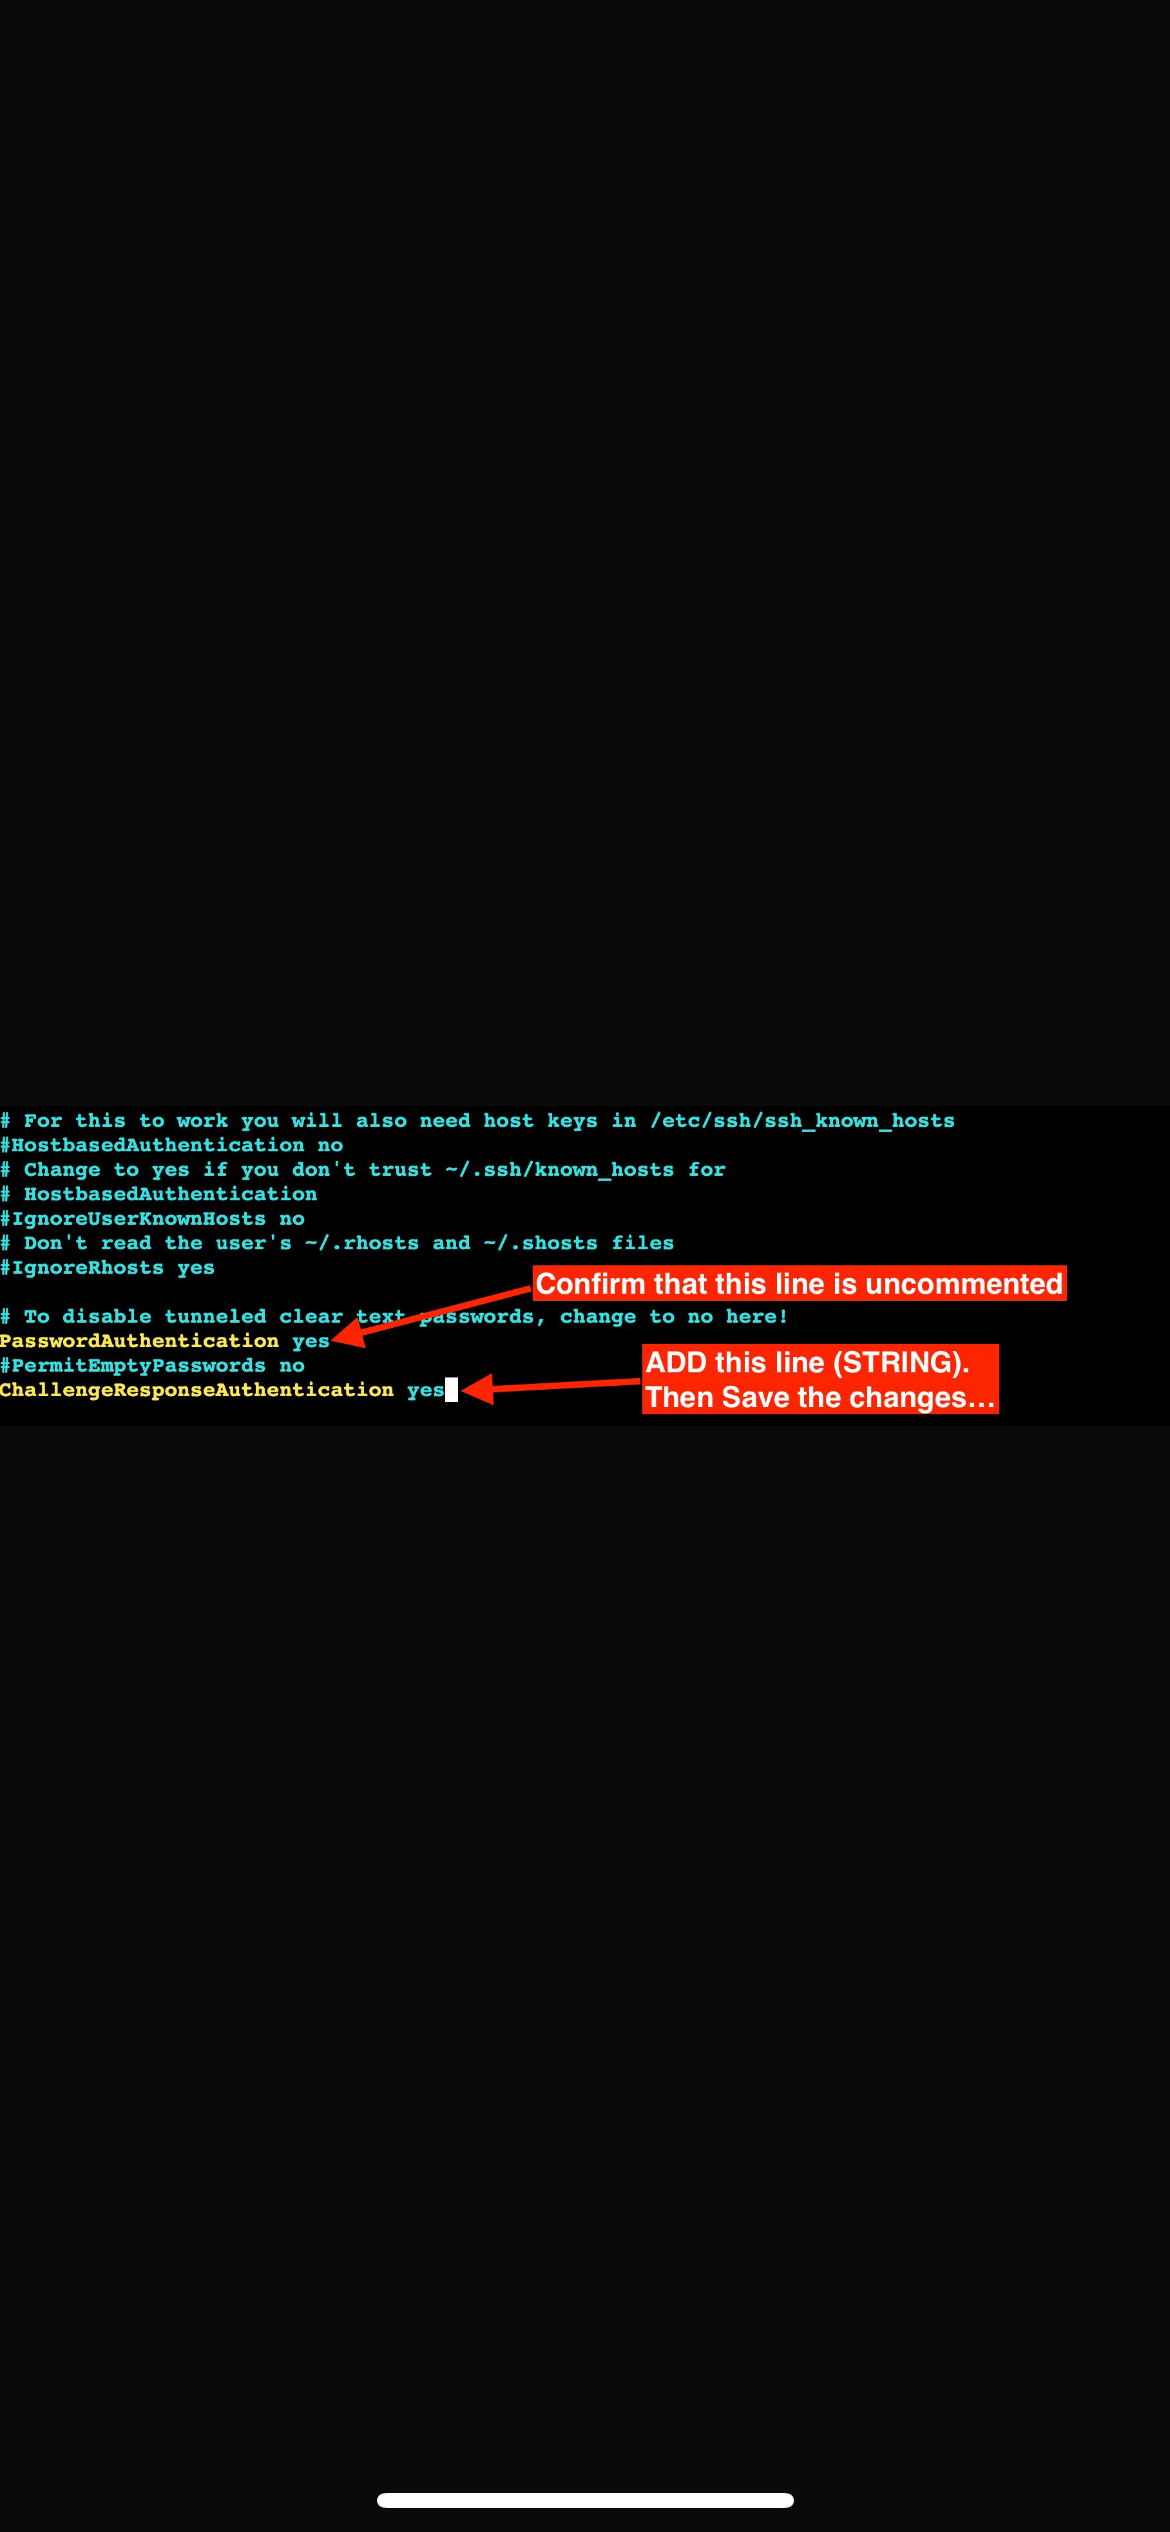 # For this to work you will also need host keys in /etc/ssh/ssh_known_hosts
#HostbasedAuthentication no
# Change to yes if you don't trust ~/.ssh/known_hosts for
# HostbasedAuthentication
#IgnoreUserKnownHosts no
# Don't read the user's ~/.rhosts and ~/.shosts files
#IgnoreRhosts yes
Confirm that this line is uncommented
# To disable tunneled clear text passwords, change to no here!
PasswordAuthentication yes
#PermitEmptyPasswords no
ChallengeResponseAuthentication yes
ADD this line (STRING).
Then Save the changes...